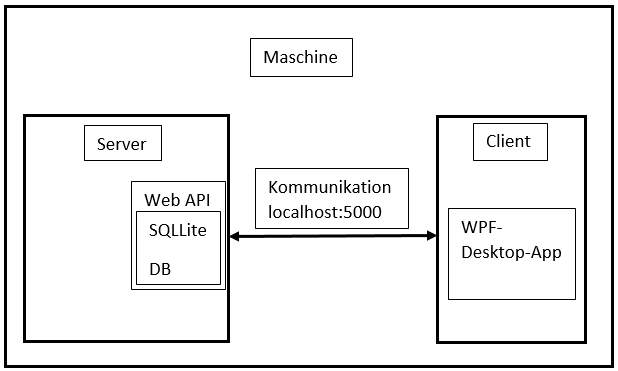 Maschine
Server
Client
Kommunikation
localhost:5000
Web API
SQLLite
DB
WPF-
Desktop-App